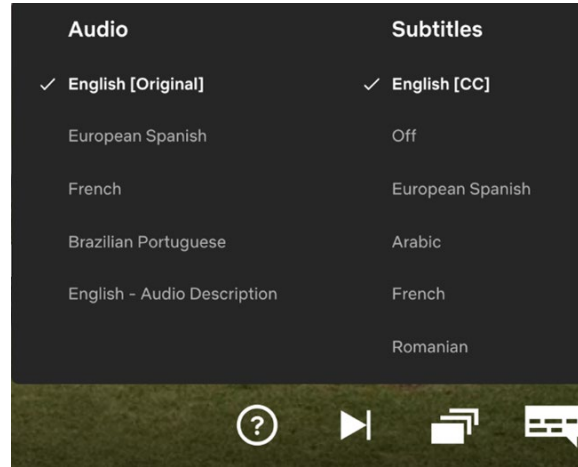 Audio
English [Original]
European Spanish
French
Brazilian Portuguese
English - Audio Description
Subtitles
English [CC]
Off
European Spanish
Arabic
French
Romanian
?